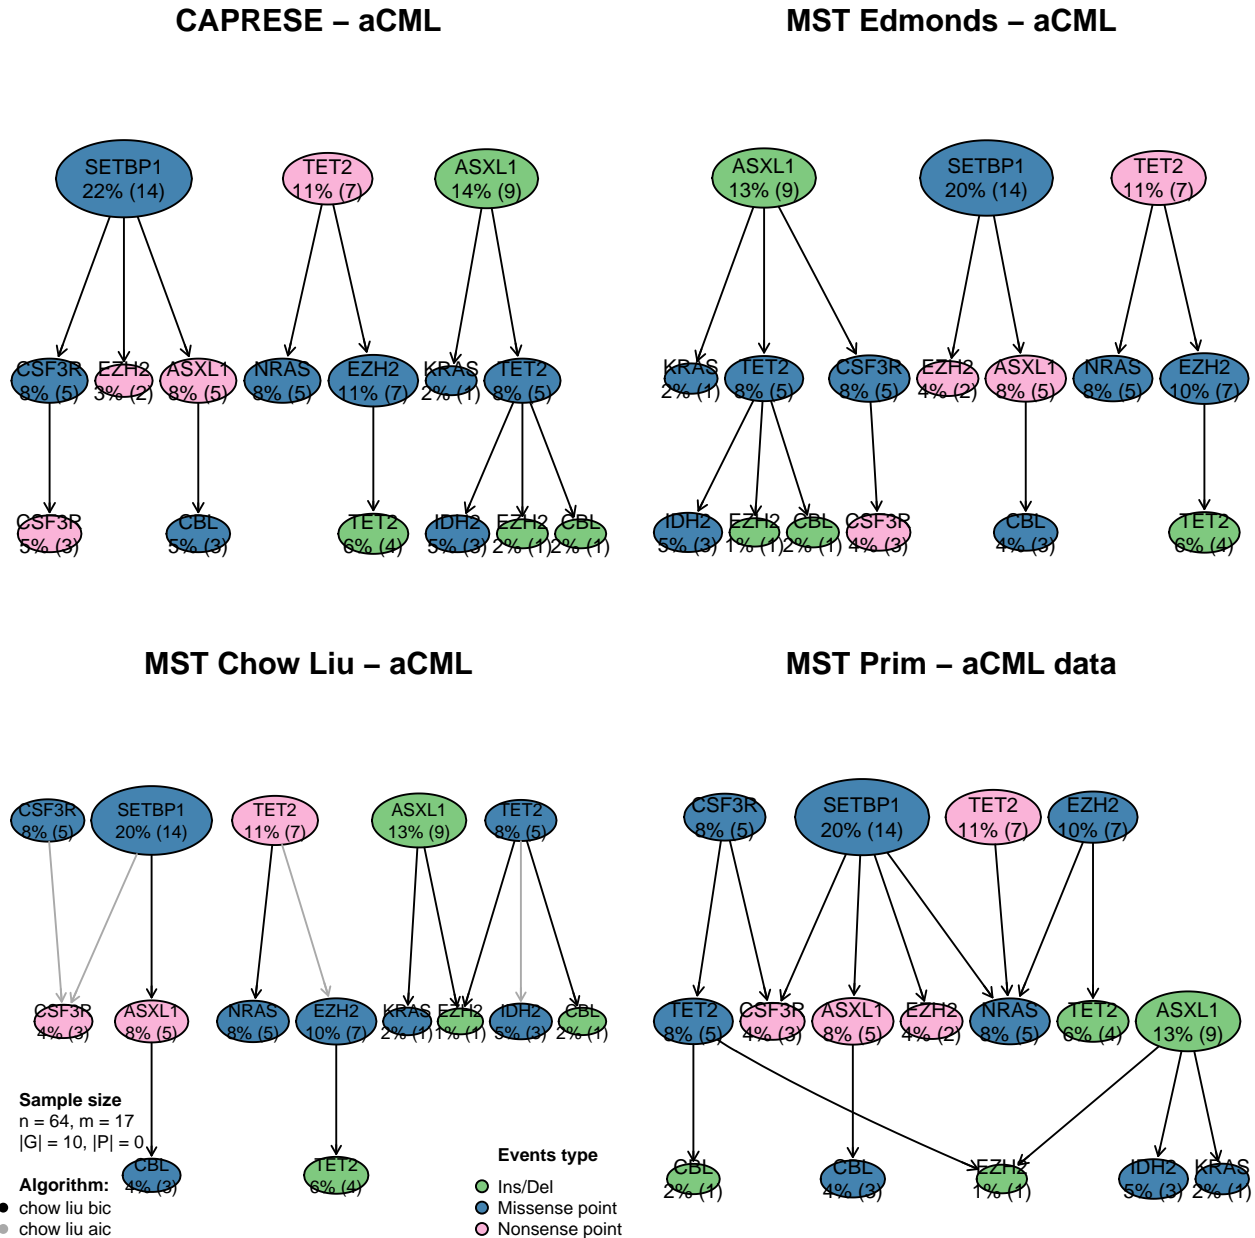 CAPRESE – aCML
SETBP1
22% (14)
TET2
11% (7)
ASXL1
14% (9)
CSF3R
8% (5)
EZH2
3% (2)
ASXL1
8% (5)
NRAS
8% (5)
EZH2
11% (7)
KRAS
2% (1)
TET2
8% (5)
CSF3R
5% (3)
CBL
5% (3)
TET2
6% (4)
IDH2
5% (3)
EZH2
2% (1)
CBL
2% (1)
MST Edmonds – aCML
ASXL1
13% (9)
SETBP1
20% (14)
TET2
11% (7)
KRAS
2% (1)
TET2
8% (5)
CSF3R
8% (5)
EZH2
4% (2)
ASXL1
8% (5)
NRAS
8% (5)
EZH2
10% (7)
IDH2
5% (3)
EZH2
1% (1)
CBL
2% (1)
CSF3R
4% (3)
CBL
4% (3)
TET2
6% (4)
MST Chow Liu – aCML
CSF3R
8% (5)
SETBP1
20% (14)
TET2
11% (7)
ASXL1
13% (9)
TET2
8% (5)
CSF3R
4% (3)
ASXL1
8% (5)
NRAS
8% (5)
EZH2
10% (7)
KRAS
2% (1)
EZH2
1% (1)
IDH2
5% (3)
CBL
2% (1)
CBL
4% (3)
TET2
6% (4)
Sample size
n = 64, m = 17
|G| = 10, |P| = 0
Algorithm:
chow liu bic
chow liu aic
Events type
Ins/Del
Missense point
Nonsense point
MST Prim – aCML data
CSF3R
8% (5)
SETBP1
20% (14)
TET2
11% (7)
EZH2
10% (7)
TET2
8% (5)
CSF3R
4% (3)
ASXL1
8% (5)
EZH2
4% (2)
NRAS
8% (5)
TET2
6% (4)
ASXL1
13% (9)
CBL
2% (1)
CBL
4% (3)
EZH2
1% (1)
IDH2
5% (3)
KRAS
2% (1)